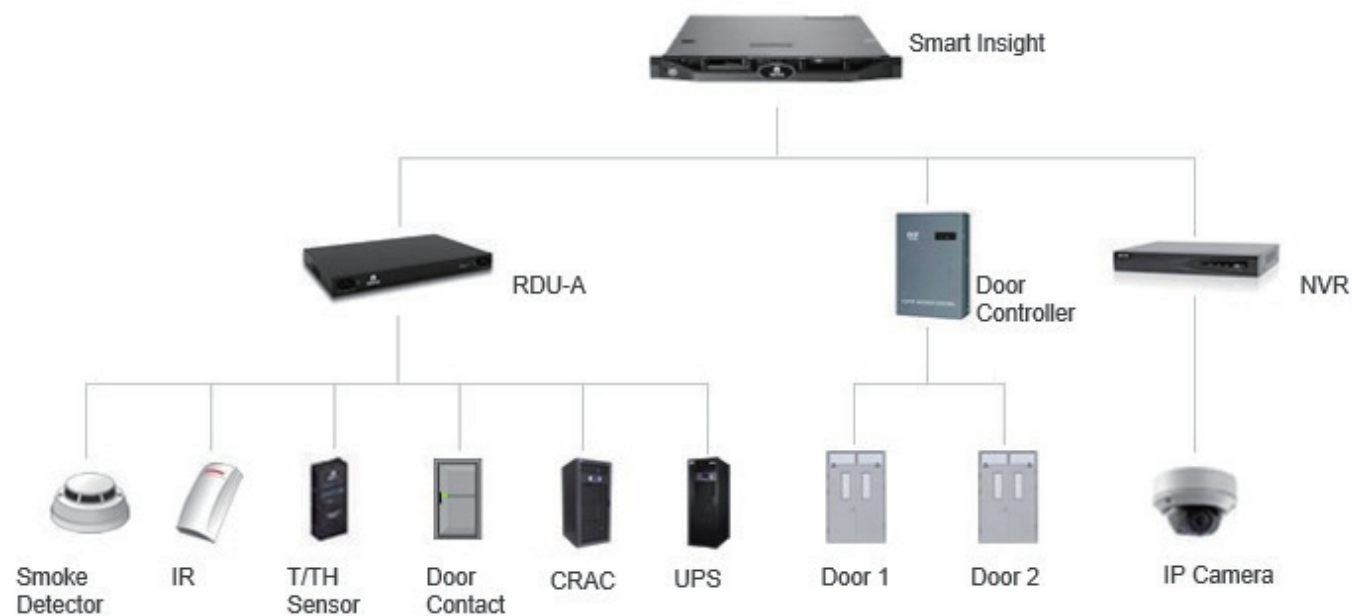 Smart Insight
RDU-A
Door
Controller
NVR
Smoke
Detector
IR
T/TH
Sensor
Door
Contact
CRAC
UPS
Door 1
Door 2
IP Camera